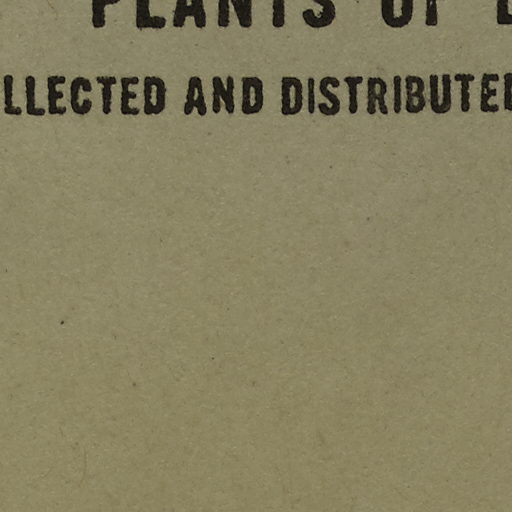 PLANTS OF
LLECTED AND DISTRIBUTED